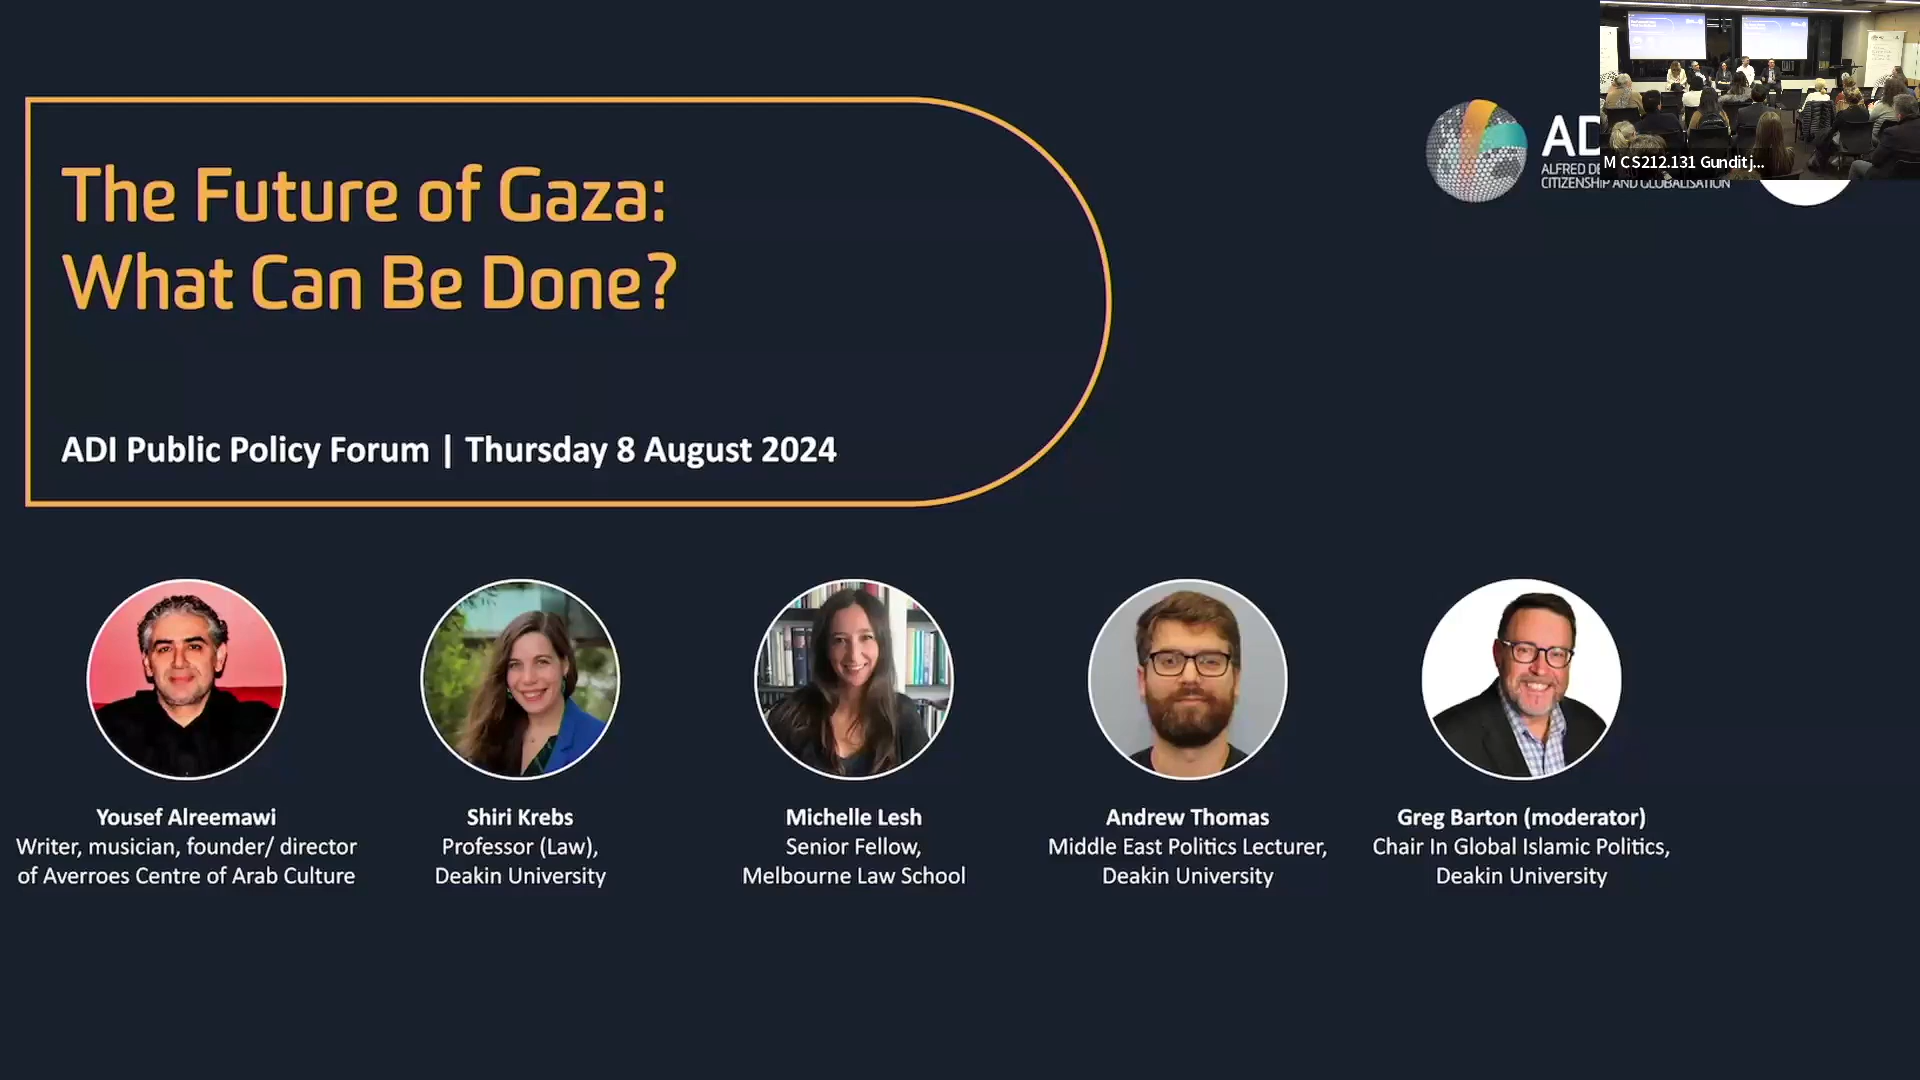 The Future of Gaza:
What Can Be Done?
ADI Public Policy Forum | Thursday 8 August 2024
AD
ALFRED DE
CITIZENSHIP AND GLOBALISATION
M CS212.131 Gundit j...
Yousef Alreemawi
Writer, musician, founder/ director
of Averroes Centre of Arab Culture
Shiri Krebs
Professor (Law),
Deakin University
Michelle Lesh
Senior Fellow,
Melbourne Law School
Andrew Thomas
Middle East Politics Lecturer,
Deakin University
Greg Barton (moderator)
Chair In Global Islamic Politics,
Deakin University